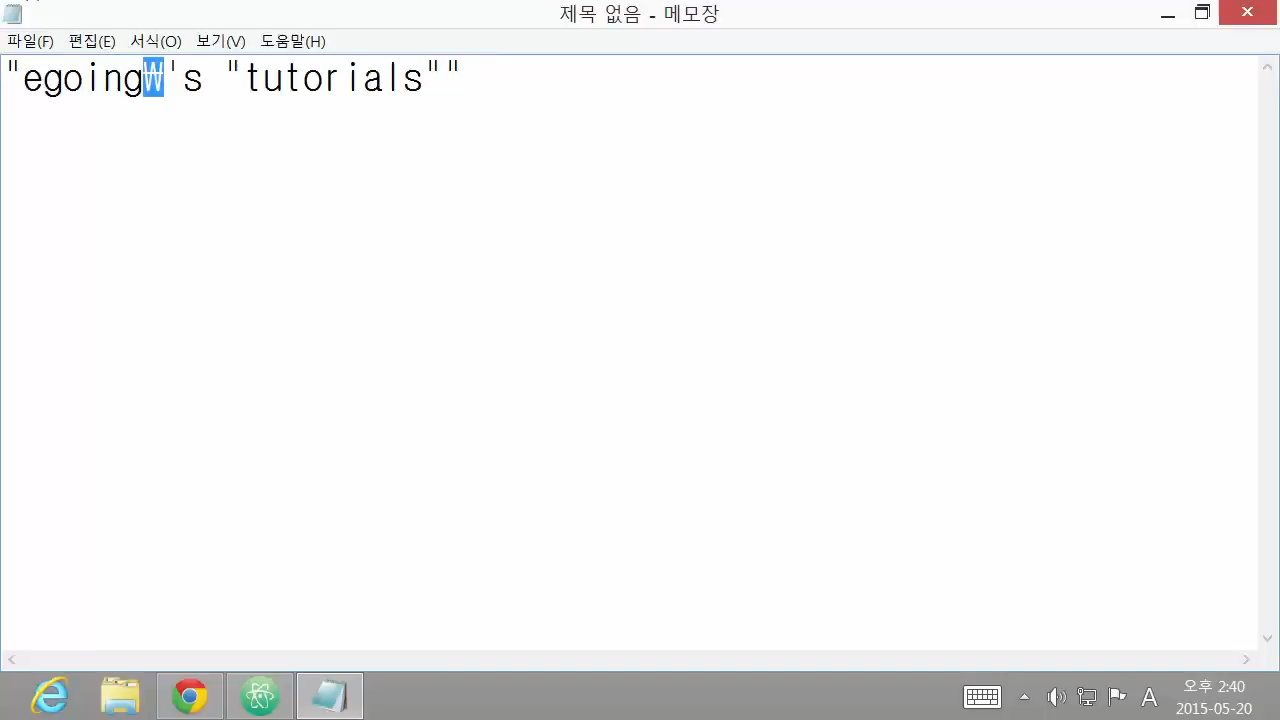 제목 없음 - 메모장
파일(F) 편집(E) 서식(O) 보기(V) 도움말(H)
"egoing₩'s "tutorials""
A
오후 2:40
2015-05-20